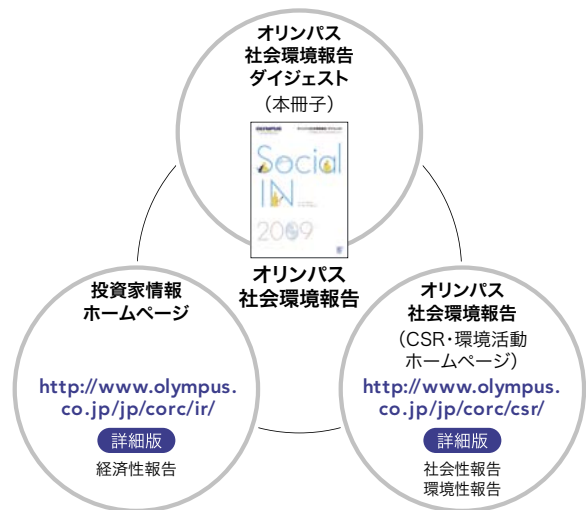 オリンパス
社会環境報告
ダイジェスト
（本冊子）
OLYMPUS
Social
IN
2009
オリンパス
社会環境報告
投資家情報
ホームページ
http://www.olympus.
co.jp/jp/corc/ir/
詳細版
経済性報告
オリンパス
社会環境報告
（CSR・環境活動
ホームページ）
http://www.olympus.
co.jp/jp/corc/csr/
詳細版
社会性報告
環境性報告